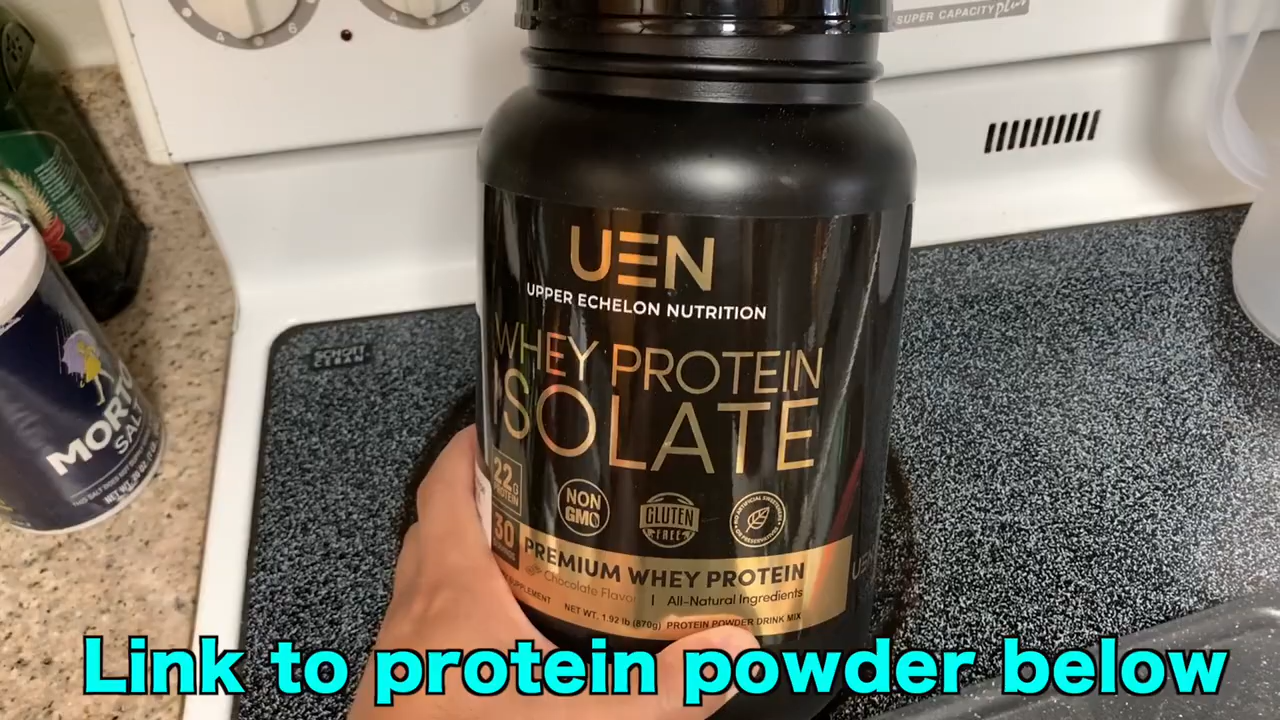 SUPER CAPACITY plus
UEN
UPPER ECHELON NUTRITION
WHEY PROTEIN
ISOLATE
22G
PROTEIN
NON
GMO
GLUTEN
FREE
30
SERVINGS
PREMIUM WHEY PROTEIN
Chocolate Flavor | All-Natural Ingredients
SUPPLEMENT NET WT. 1.92 lb (870g) PROTEIN POWDER DRINK MIX
MORTON
SALT
Link to protein powder below